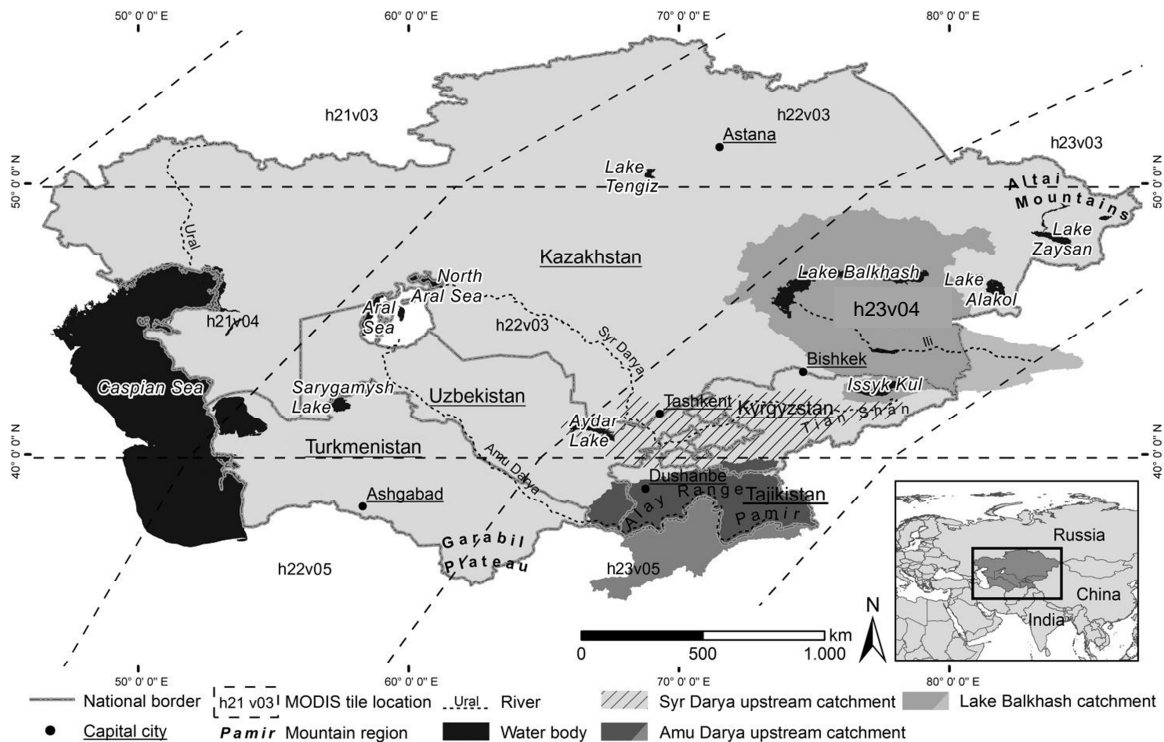 50° 0' 0" E
60° 0' 0" E
70° 0' 0" E
80° 0' 0" E
h21v03
h22v03
Astana
h23v03
Lake
Tengiz
50° 0' 0" N
50° 0' 0" N
Altai
Mountains
Ural
Lake
Zaysan
Kazakhstan
North
Aral Sea
Lake Balkhash
Lake
Alakol
Aral
Sea
h21v04
h22v03
h23v04
Syr Darya
Ili
Bishkek
Caspian Sea
Sarygamysh
Lake
Uzbekistan
Issyk Kul
Tashkent
Kyrgyzstan
Tian Shan
Aydar
Lake
Turkmenistan
40° 0' 0" N
40° 0' 0" N
Amu Darya
Dushanbe
Ashgabad
Alay Range
Tajikistan
Pamir
Garabil
Plateau
h22v05
h23v05
Russia
China
India
N
km
0
500
1.000
50° 0' 0" E
60° 0' 0" E
70° 0' 0" E
80° 0' 0" E
National border
h21 v03
MODIS tile location
Ural
River
Syr Darya upstream catchment
Lake Balkhash catchment
Capital city
Pamir
Mountain region
Water body
Amu Darya upstream catchment